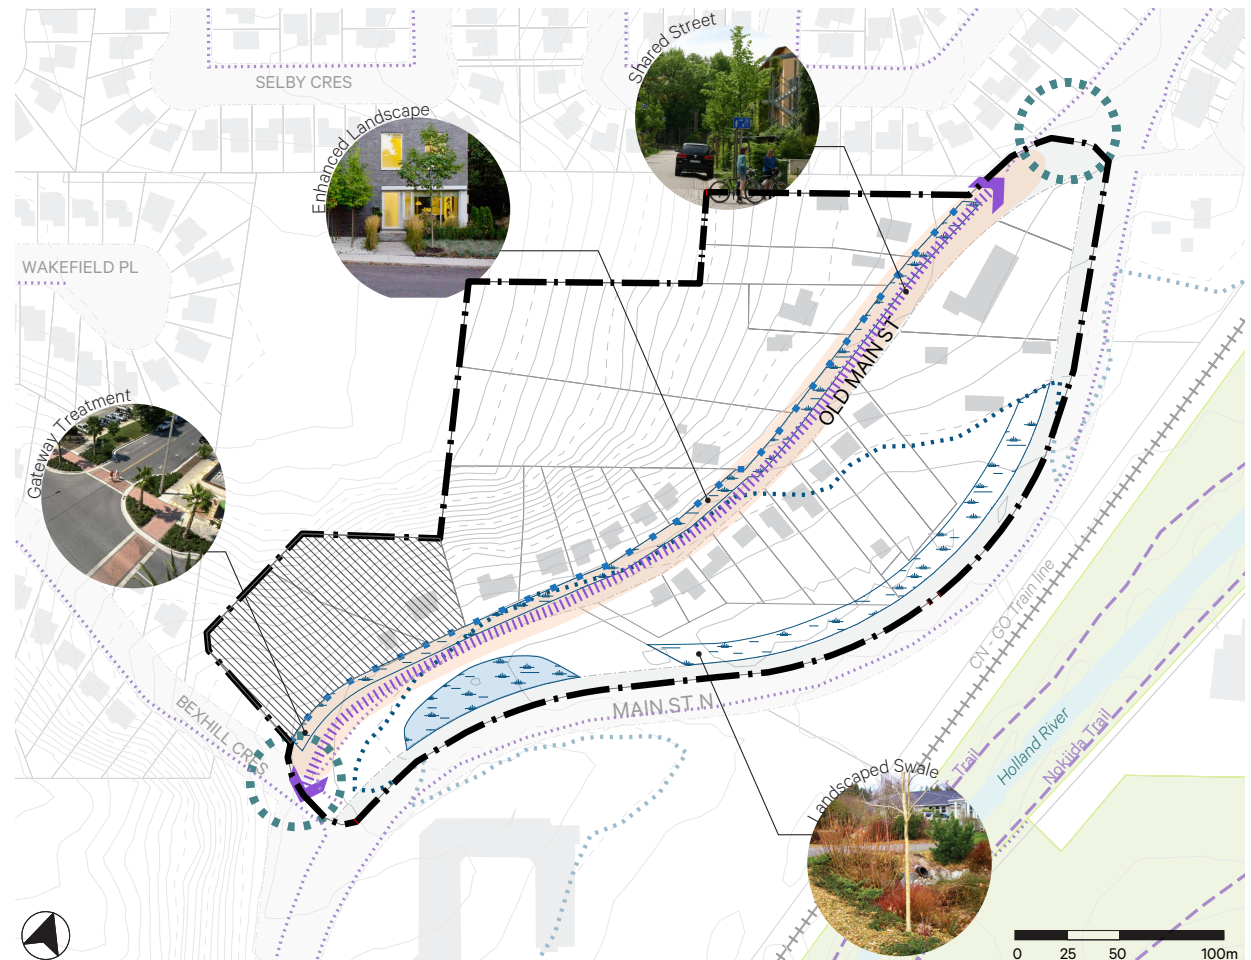 Shared Street
SELBY CRES
Enhanced Landscape
WAKEFIELD PL
OLD MAIN ST
Gateway Treatment
CN - GO Train line
BEXHILL CRES
MAIN ST N.
Holland River
Nokiida Trail
Trail
Landscaped Swale
0 25 50 100m